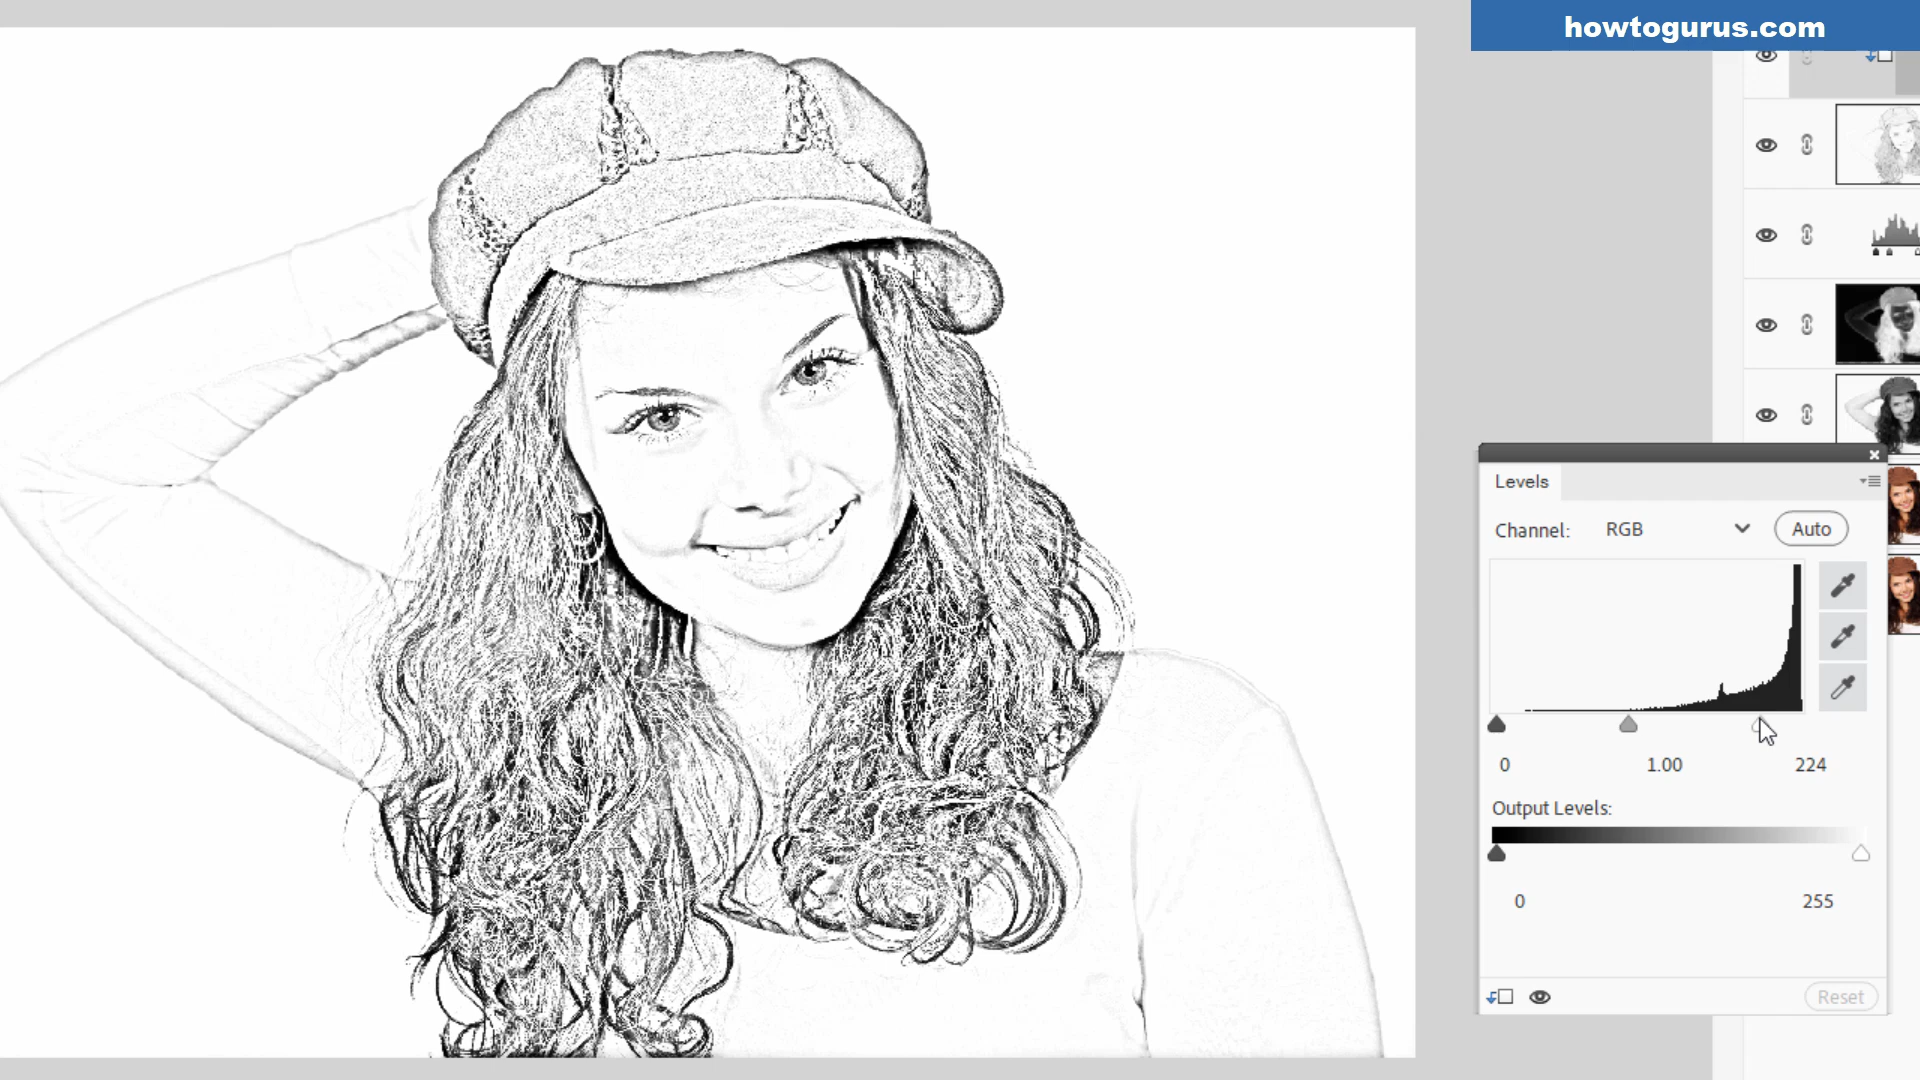 howtogurus.com
Levels
Channel: RGB Auto
0 1.00 224
Output Levels:
0 255
Reset